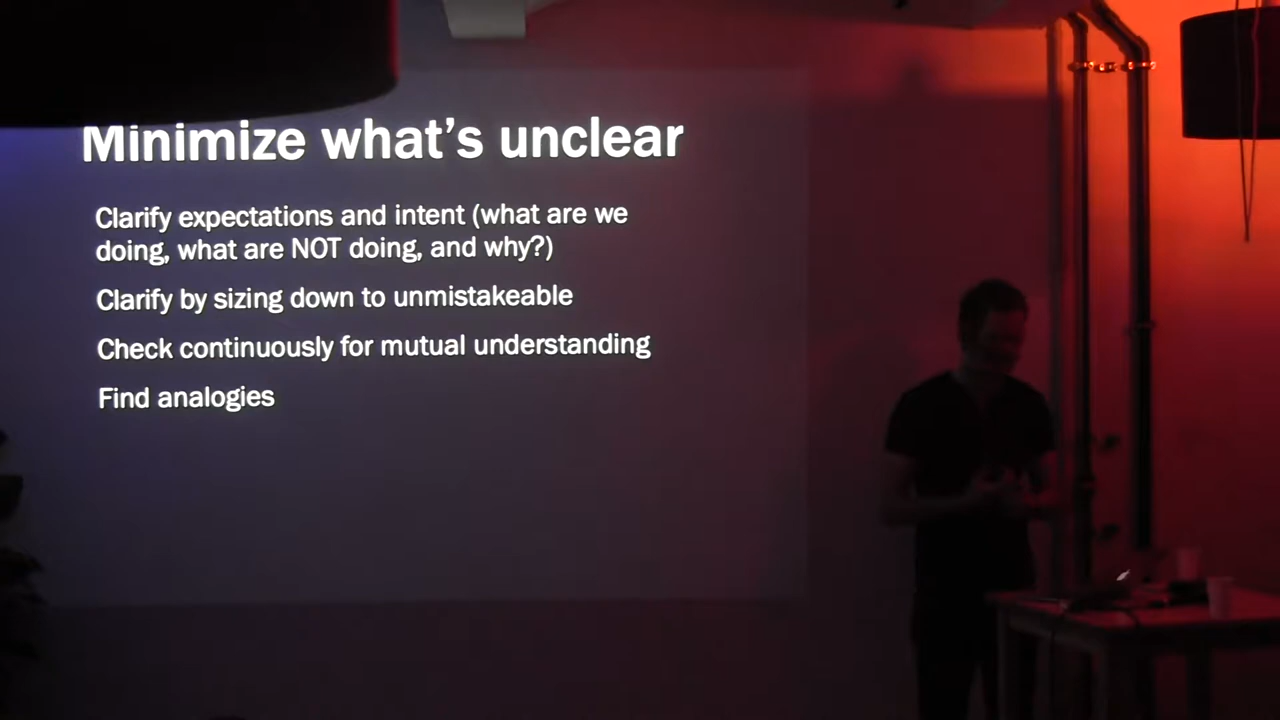 Minimize what's unclear
Clarify expectations and intent (what are we
doing, what are NOT doing, and why?)
Clarify by sizing down to unmistakeable
Check continuously for mutual understanding
Find analogies